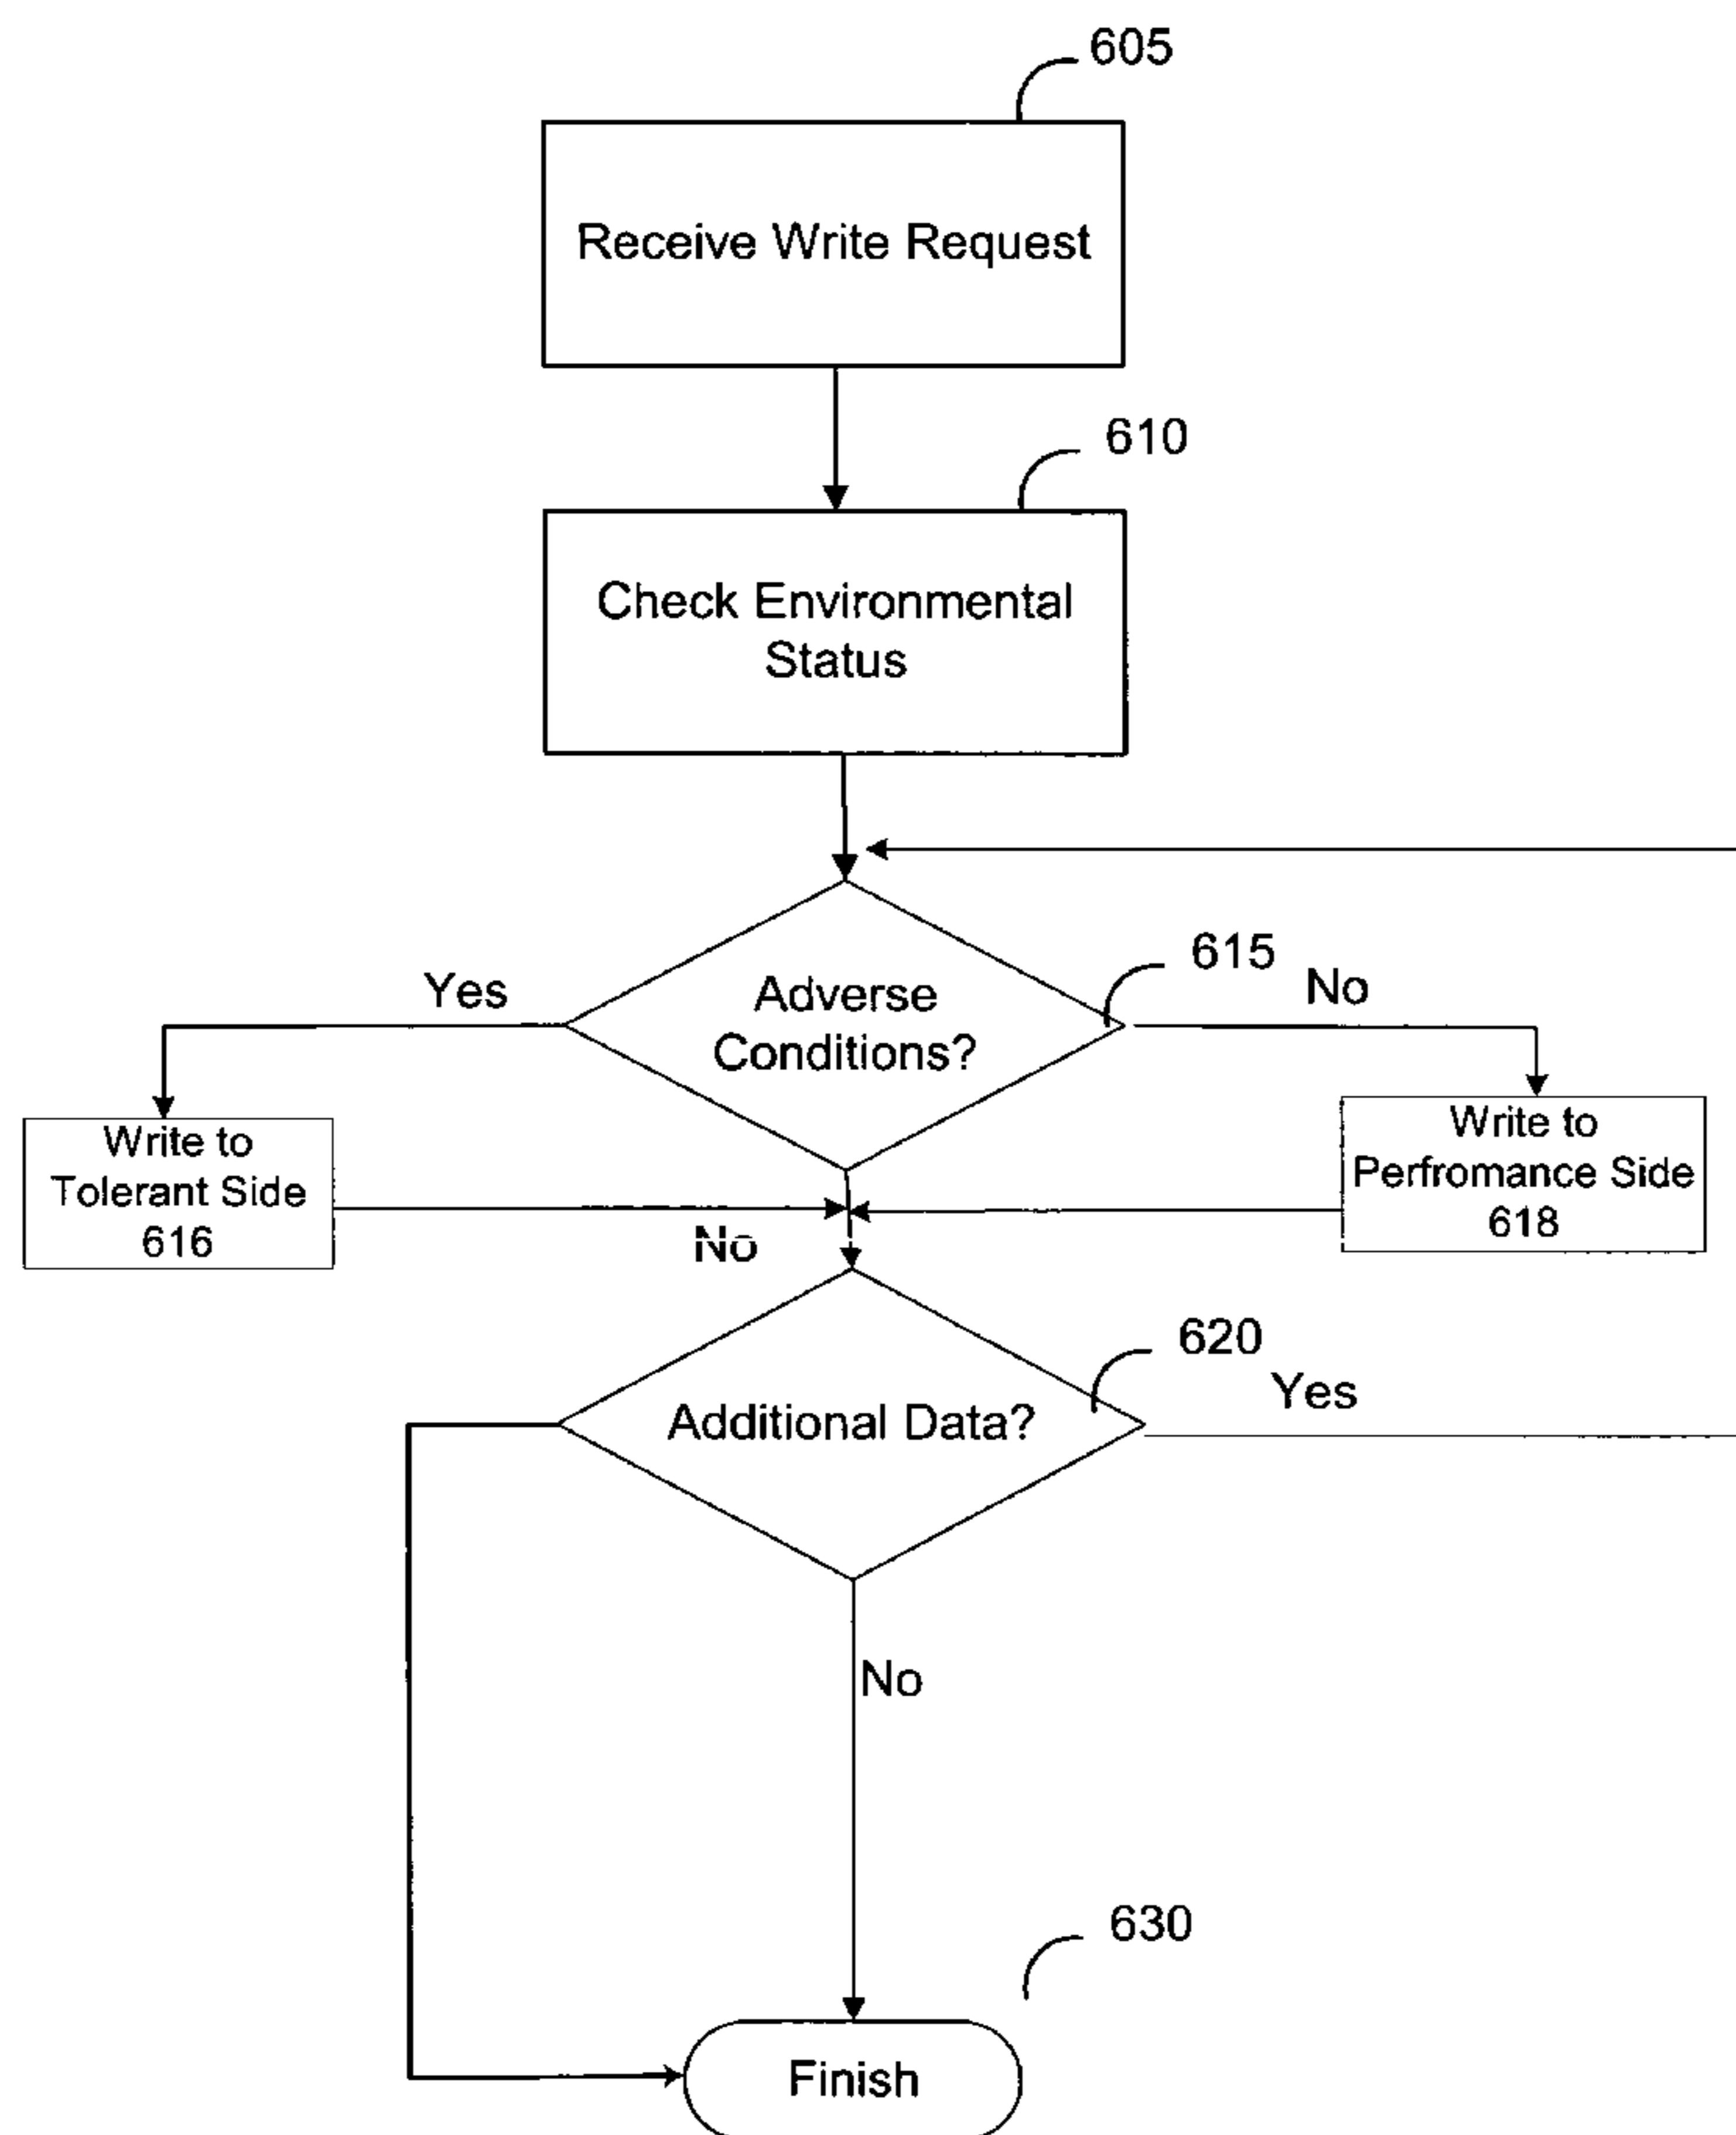 605
Receive Write Request
610
Check Environmental
Status
615
Yes
No
Adverse
Conditions?
Write to
Tolerant Side
616
Write to
Perfromance Side
618
No
620
Yes
Additional Data?
No
630
Finish